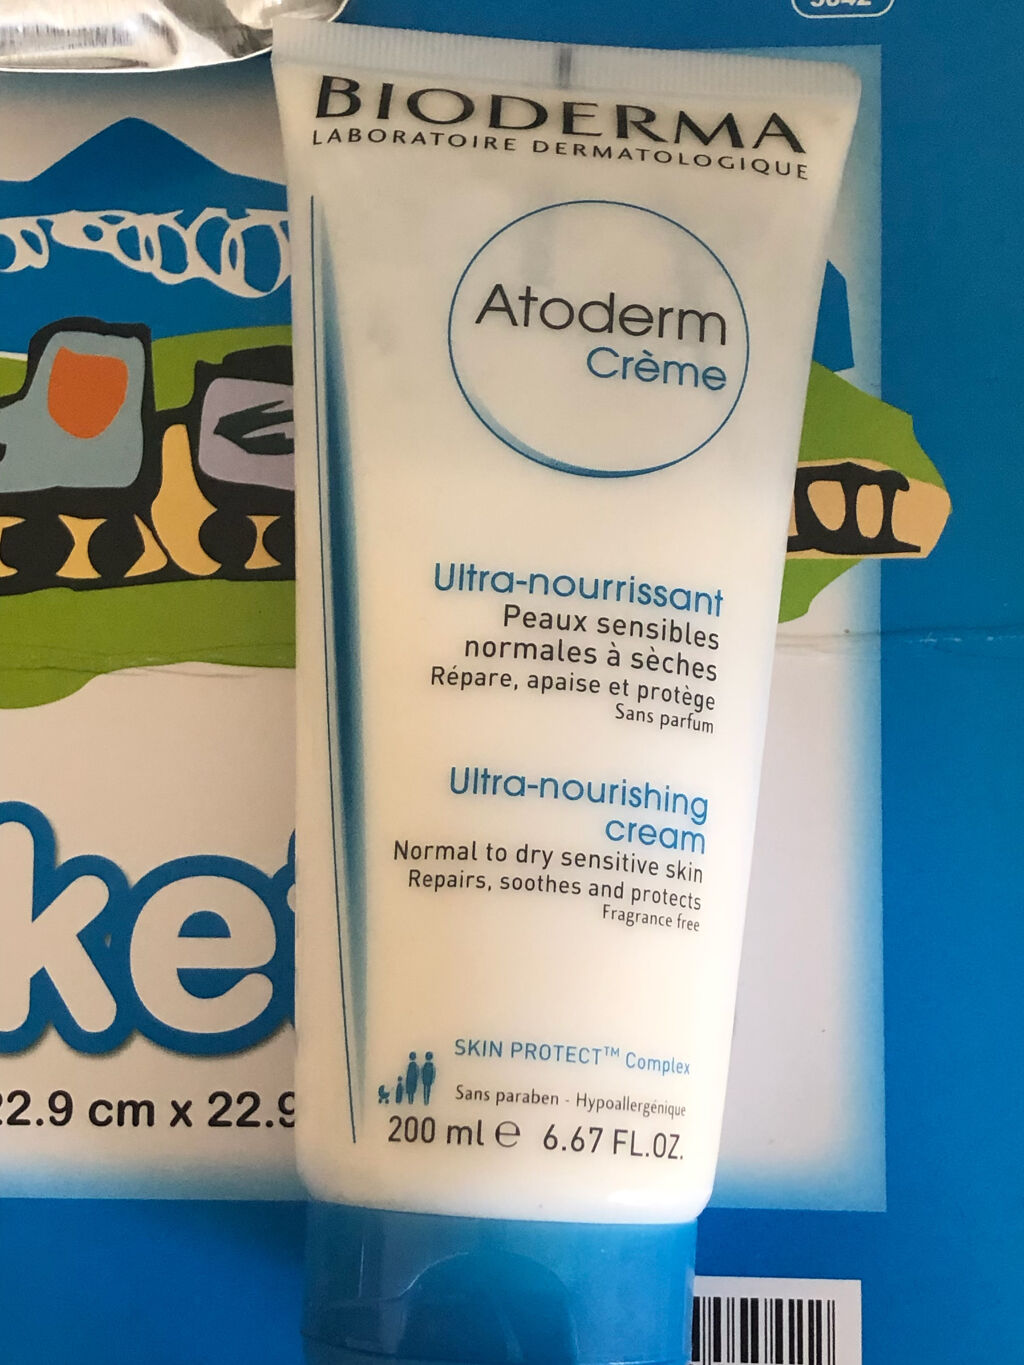 BIODERMA
LABORATOIRE DERMATOLOGIQUE
Atoderm
Crème
Ultra-nourrissant
Peaux sensibles
normales à sèches
Répare, apaise et protège
Sans parfum
Ultra-nourishing
cream
Normal to dry sensitive skin
Repairs, soothes and protects
Fragrance free
SKIN PROTECT™ Complex
Sans paraben - Hypoallergénique
200 ml e 6.67 FL.OZ.
ke
2.9 cm x 22.9